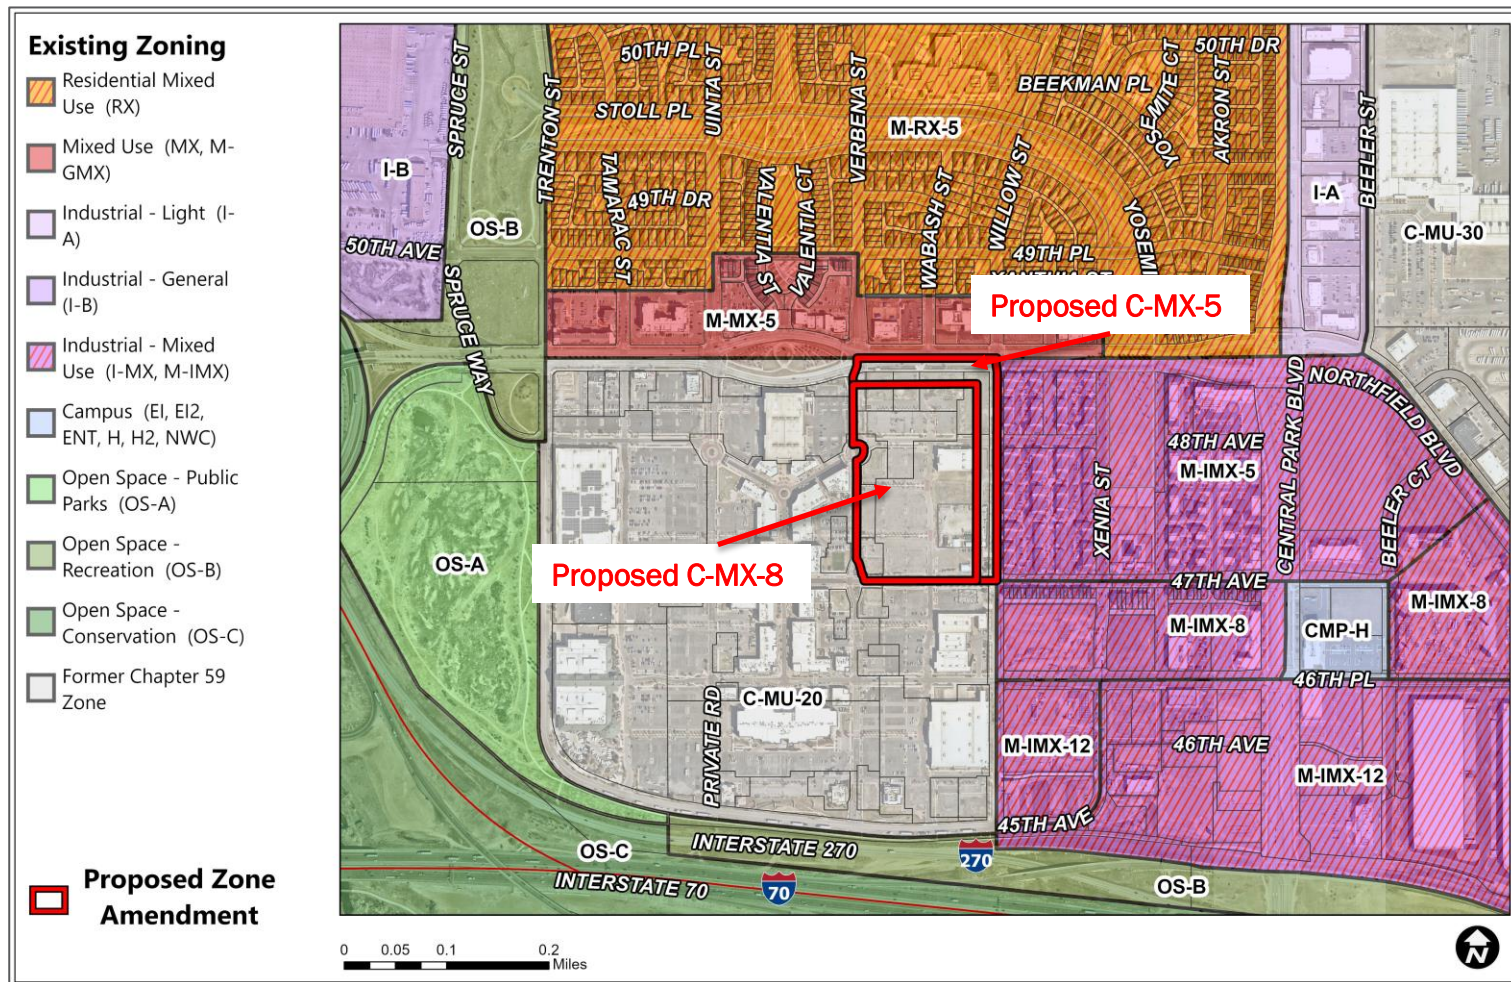 Existing Zoning
Residential Mixed
Use (RX)
Mixed Use (MX, M-
GMX)
Industrial - Light (I-
A)
Industrial - General
(I-B)
Industrial - Mixed
Use (I-MX, M-IMX)
Campus (EI, EI2,
ENT, H, H2, NWC)
Open Space - Public
Parks (OS-A)
Open Space -
Recreation (OS-B)
Open Space -
Conservation (OS-C)
Former Chapter 59
Zone
Proposed Zone
Amendment
SPRUCE ST
TRENTON ST
50TH PL
UINTA ST
STOLL PL
VERBENA ST
BEEKMAN PL
YOSEMITE CT
50TH DR
AKRON ST
BEELER ST
M-RX-5
I-B
I-A
TAMARAC ST
49TH DR
VALENTIA ST
VALENTIA CT
WABASH ST
WILLOW ST
49TH PL
YOSEMI
OS-B
50TH AVE
SPRUCE WAY
C-MU-30
M-MX-5
Proposed C-MX-5
CENTRAL PARK BLVD
NORTHFIELD BLVD
48TH AVE
M-IMX-5
XENIA ST
BEELER CT
OS-A
Proposed C-MX-8
47TH AVE
M-IMX-8
CMP-H
M-IMX-8
46TH PL
PRIVATE RD
C-MU-20
M-IMX-12
46TH AVE
M-IMX-12
45TH AVE
OS-C
INTERSTATE 270
270
INTERSTATE 70
70
OS-B
0 0.05 0.1 0.2
Miles
N